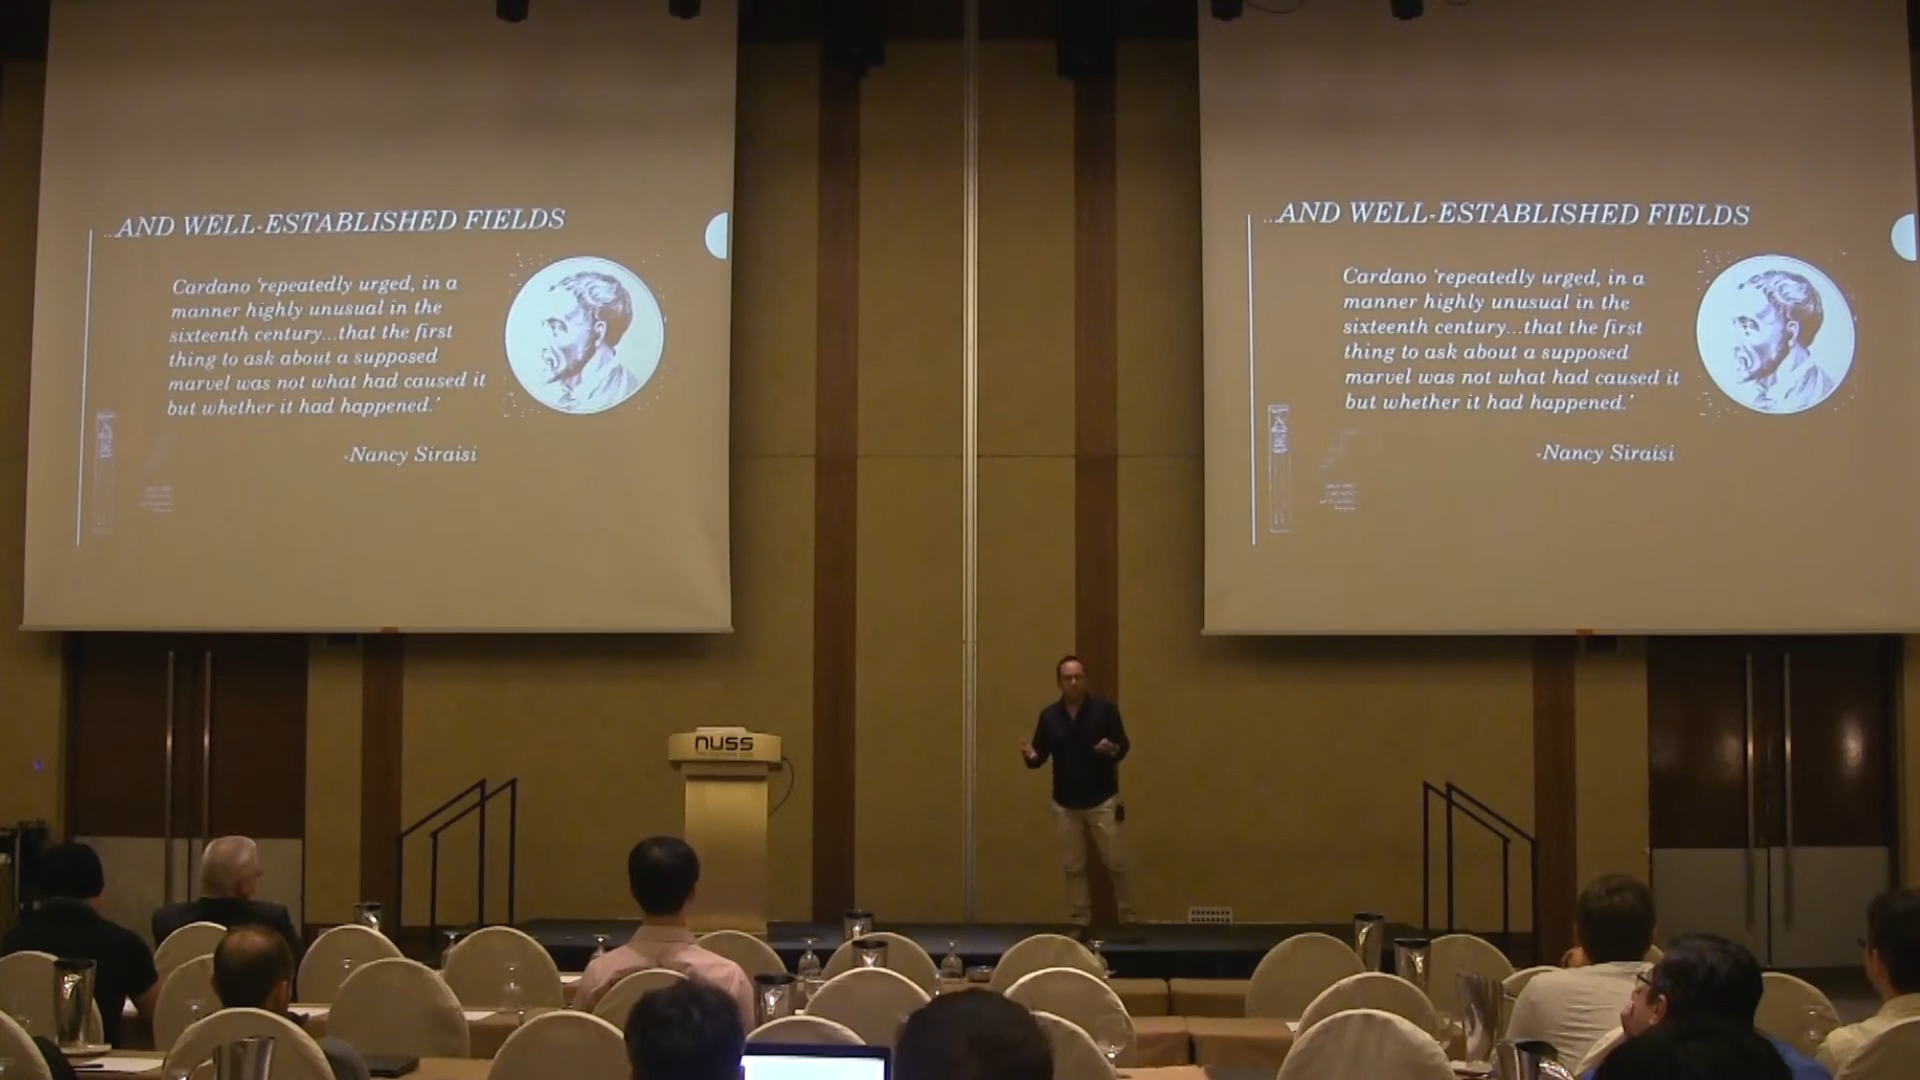 ...AND WELL-ESTABLISHED FIELDS
Cardano 'repeatedly urged, in a
manner highly unusual in the
sixteenth century...that the first
thing to ask about a supposed
marvel was not what had caused it
but whether it had happened.'
-Nancy Siraisi
...AND WELL-ESTABLISHED FIELDS
Cardano 'repeatedly urged, in a
manner highly unusual in the
sixteenth century...that the first
thing to ask about a supposed
marvel was not what had caused it
but whether it had happened.'
-Nancy Siraisi
nuss